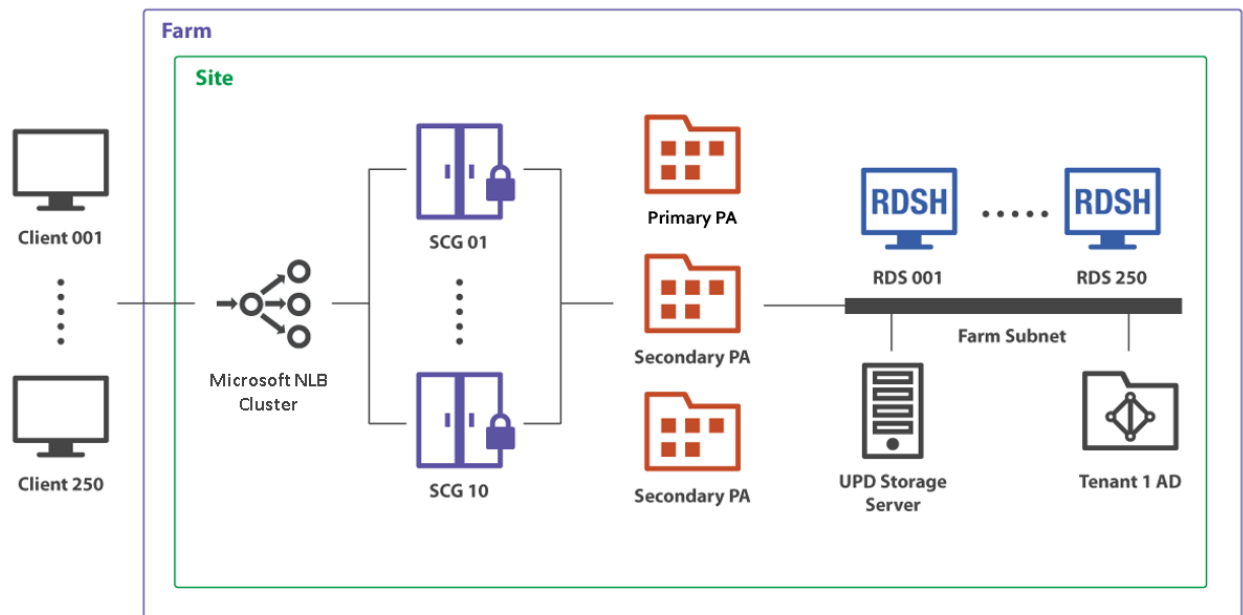 Farm
Site
Client 001
Client 250
Microsoft NLB
Cluster
SCG 01
SCG 10
Primary PA
Secondary PA
Secondary PA
RDSH
RDSH
RDS 001
RDS 250
Farm Subnet
UPD Storage
Server
Tenant 1 AD